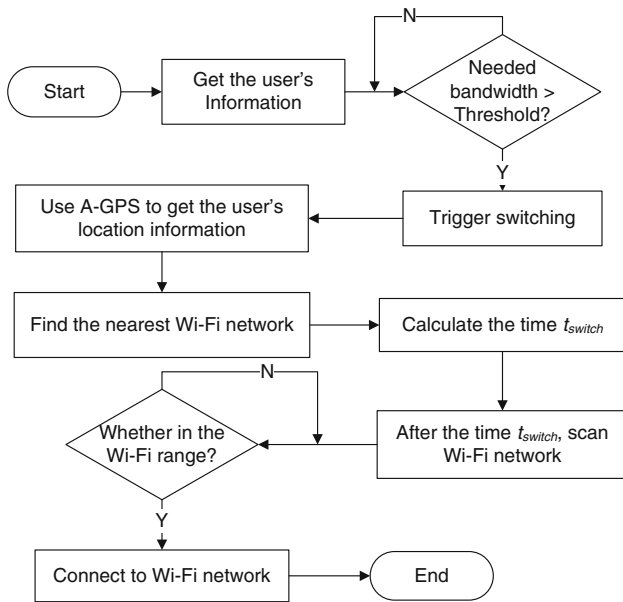 N
Start
Get the user's
Information
Needed
bandwidth >
Threshold?
Y
Use A-GPS to get the user's
location information
Trigger switching
Find the nearest Wi-Fi network
Calculate the time tswitch
N
Whether in the
Wi-Fi range?
After the time tswitch, scan
Wi-Fi network
Y
Connect to Wi-Fi network
End